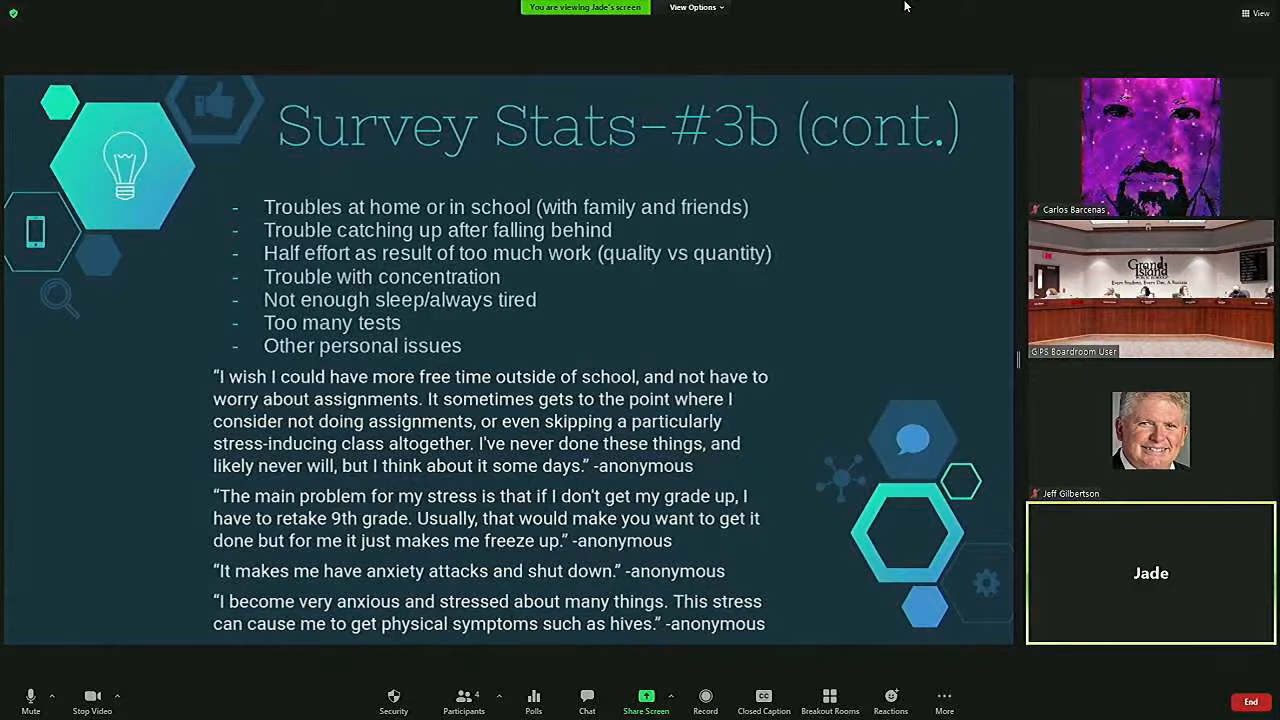 You are viewing Jade's screen
View Options
View
Survey Stats-#3b (cont.)
- Troubles at home or in school (with family and friends)
- Trouble catching up after falling behind
- Half effort as result of too much work (quality vs quantity)
- Trouble with concentration
- Not enough sleep/always tired
- Too many tests
- Other personal issues
“I wish I could have more free time outside of school, and not have to
worry about assignments. It sometimes gets to the point where I
consider not doing assignments, or even skipping a particularly
stress-inducing class altogether. I've never done these things, and
likely never will, but I think about it some days.” -anonymous
“The main problem for my stress is that if I don't get my grade up, I
have to retake 9th grade. Usually, that would make you want to get it
done but for me it just makes me freeze up.” -anonymous
“It makes me have anxiety attacks and shut down.” -anonymous
“I become very anxious and stressed about many things. This stress
can cause me to get physical symptoms such as hives.” -anonymous
Carlos Barcenas
Grand
Island
PUBLIC SCHOOLS
Every Student, Every Day, A Success
GIPS Boardroom User
Jeff Gilbertson
Jade
Mute
Stop Video
Security
Participants
4
Polls
Chat
Share Screen
Record
Closed Caption
Breakout Rooms
Reactions
More
End